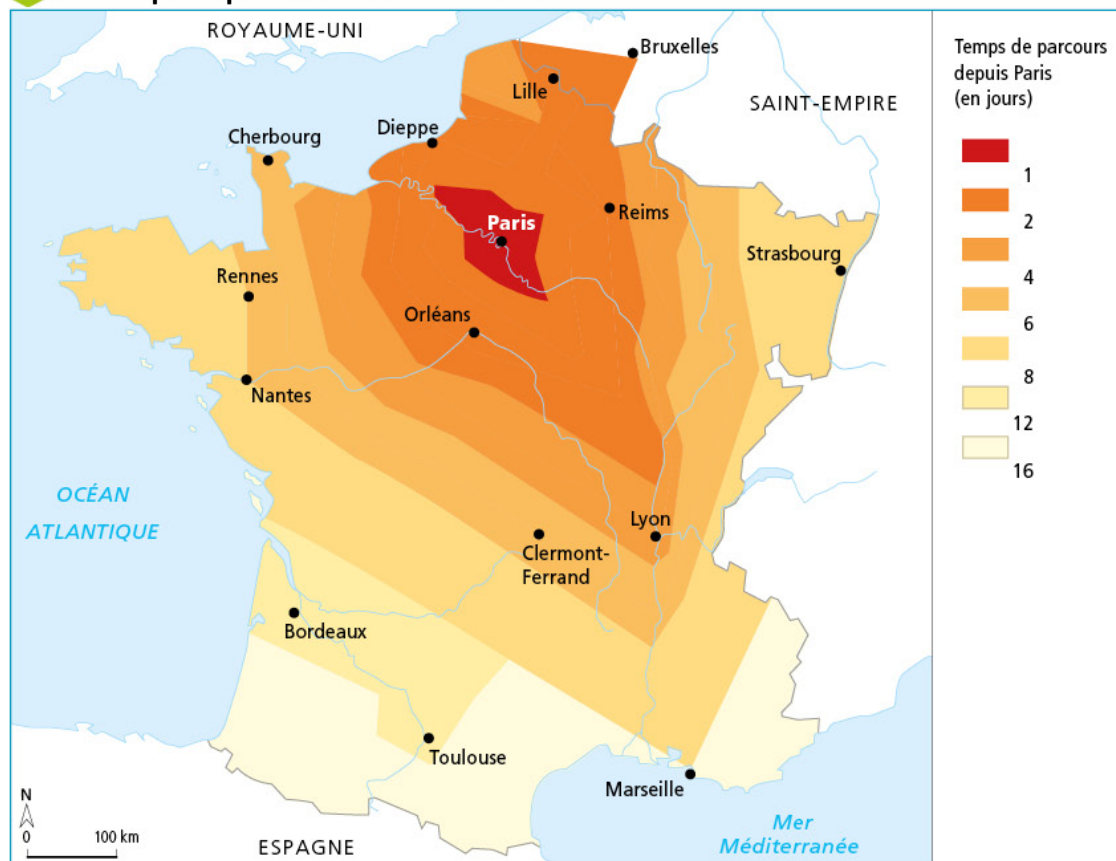 ROYAUME-UNI
Bruxelles
Lille
SAINT-EMPIRE
Dieppe
Cherbourg
Reims
Paris
Strasbourg
Rennes
Orléans
Nantes
OCÉAN
ATLANTIQUE
Lyon
Clermont-
Ferrand
Bordeaux
Toulouse
Marseille
N
0 100 km
ESPAGNE
Mer
Méditerranée
Temps de parcours
depuis Paris
(en jours)
1
2
4
6
8
12
16